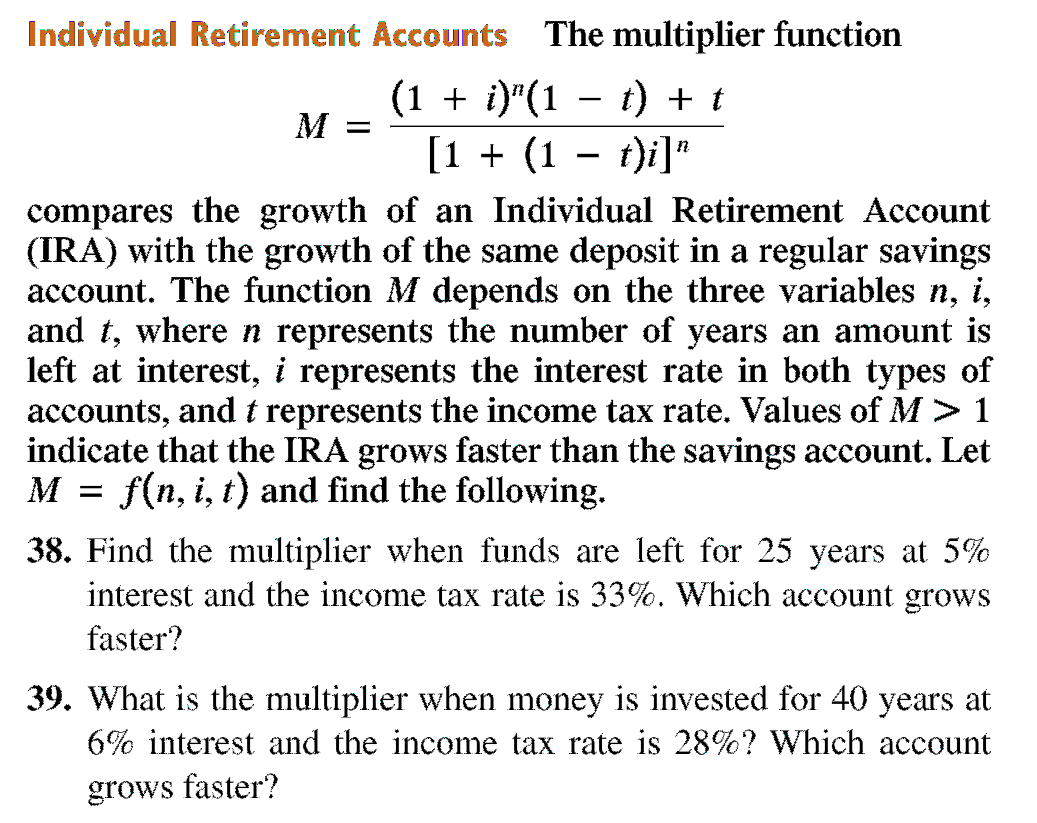 Individual Retirement Accounts The multiplier function
M = \frac{(1 + i)^n(1 - t) + t}{[1 + (1 - t)i]^n}
compares the growth of an Individual Retirement Account
(IRA) with the growth of the same deposit in a regular savings
account. The function M depends on the three variables n, i,
and t, where n represents the number of years an amount is
left at interest, i represents the interest rate in both types of
accounts, and t represents the income tax rate. Values of M > 1
indicate that the IRA grows faster than the savings account. Let
M = f(n, i, t) and find the following.
38. Find the multiplier when funds are left for 25 years at 5%
interest and the income tax rate is 33%. Which account grows
faster?
39. What is the multiplier when money is invested for 40 years at
6% interest and the income tax rate is 28%? Which account
grows faster?